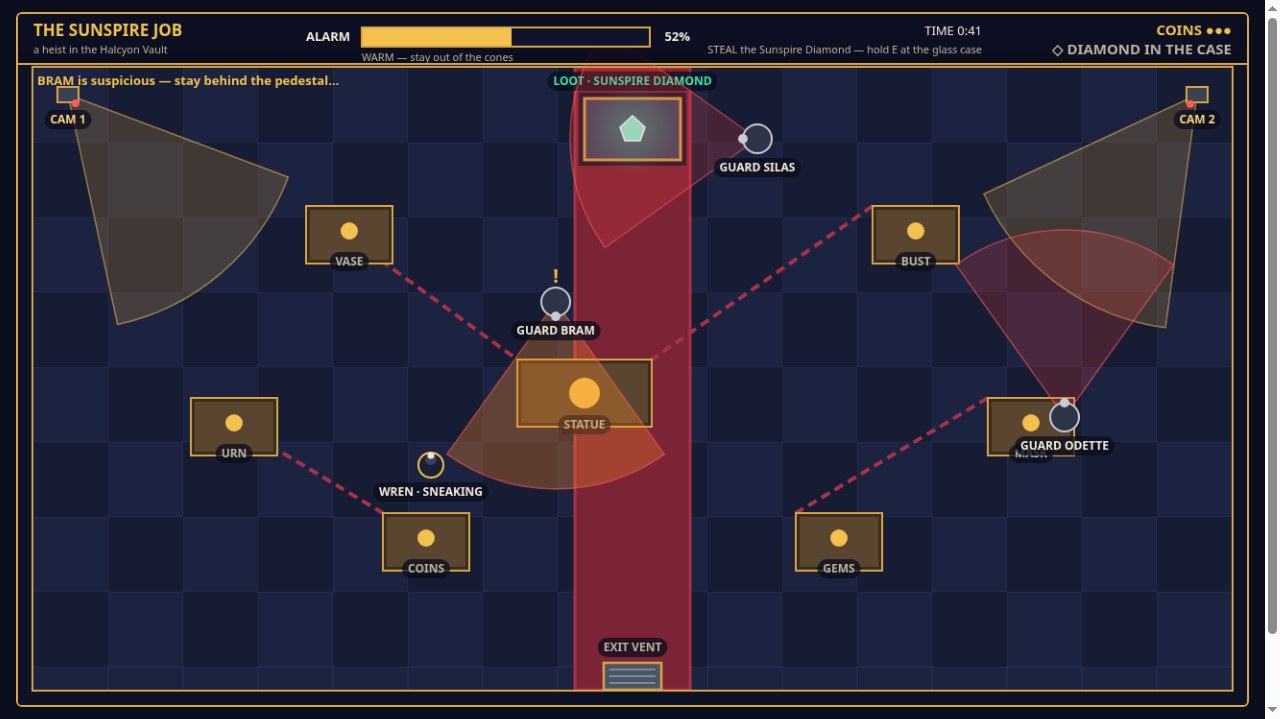 THE SUNSPIRE JOB
a heist in the Halcyon Vault
ALARM
52%
WARM — stay out of the cones
TIME 0:41
STEAL the Sunspire Diamond — hold E at the glass case
COINS ●●●
◇ DIAMOND IN THE CASE
BRAM is suspicious — stay behind the pedestal...
LOOT · SUNSPIRE DIAMOND
CAM 1
CAM 2
GUARD SILAS
VASE
BUST
!
GUARD BRAM
STATUE
URN
GUARD ODETTE
MASK
WREN · SNEAKING
COINS
GEMS
EXIT VENT